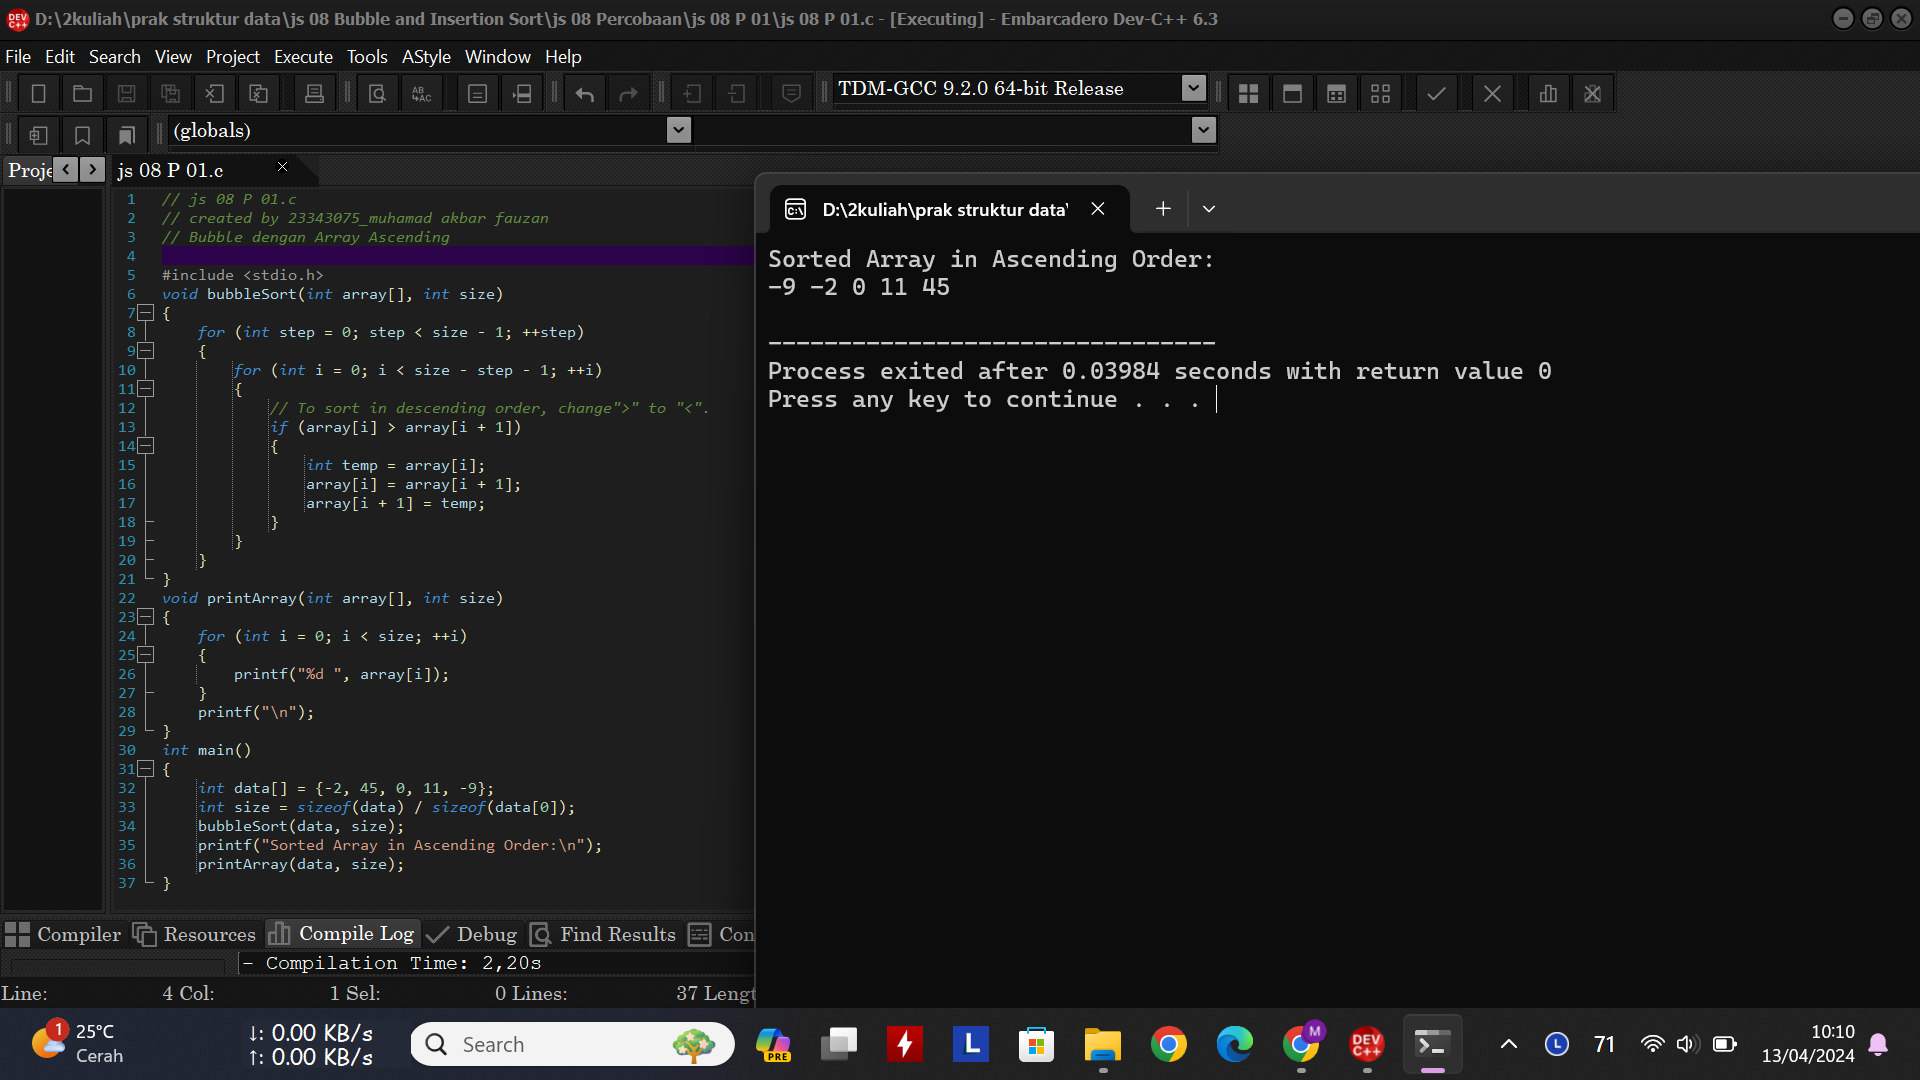 D:\2kuliah\prak struktur data\js 08 Bubble and Insertion Sort\js 08 Percobaan\js 08 P 01\js 08 P 01.c - [Executing] - Embarcadero Dev-C++ 6.3
File Edit Search View Project Execute Tools AStyle Window Help
TDM-GCC 9.2.0 64-bit Release
(globals)
Proje
js 08 P 01.c
1 // js 08 P 01.c
2 // created by 23343075_muhamad akbar fauzan
3 // Bubble dengan Array Ascending
4
5 #include <stdio.h>
6 void bubbleSort(int array[], int size)
7 {
8 for (int step = 0; step < size - 1; ++step)
9 {
10 for (int i = 0; i < size - step - 1; ++i)
11 {
12 // To sort in descending order, change">" to "<".
13 if (array[i] > array[i + 1])
14 {
15 int temp = array[i];
16 array[i] = array[i + 1];
17 array[i + 1] = temp;
18 }
19 }
20 }
21 }
22 void printArray(int array[], int size)
23 {
24 for (int i = 0; i < size; ++i)
25 {
26 printf("%d ", array[i]);
27 }
28 printf("\n");
29 }
30 int main()
31 {
32 int data[] = {-2, 45, 0, 11, -9};
33 int size = sizeof(data) / sizeof(data[0]);
34 bubbleSort(data, size);
35 printf("Sorted Array in Ascending Order:\n");
36 printArray(data, size);
37 }
D:\2kuliah\prak struktur data\
Sorted Array in Ascending Order:
-9 -2 0 11 45
--------------------------------
Process exited after 0.03984 seconds with return value 0
Press any key to continue . . .
Compiler Resources Compile Log Debug Find Results Con
- Compilation Time: 2,20s
Line: 4 Col: 1 Sel: 0 Lines: 37 Lengt
1
25°C
Cerah
↓: 0.00 KB/s
↑: 0.00 KB/s
Search
PRE
L
M
DEV
C++
L
71
10:10
13/04/2024